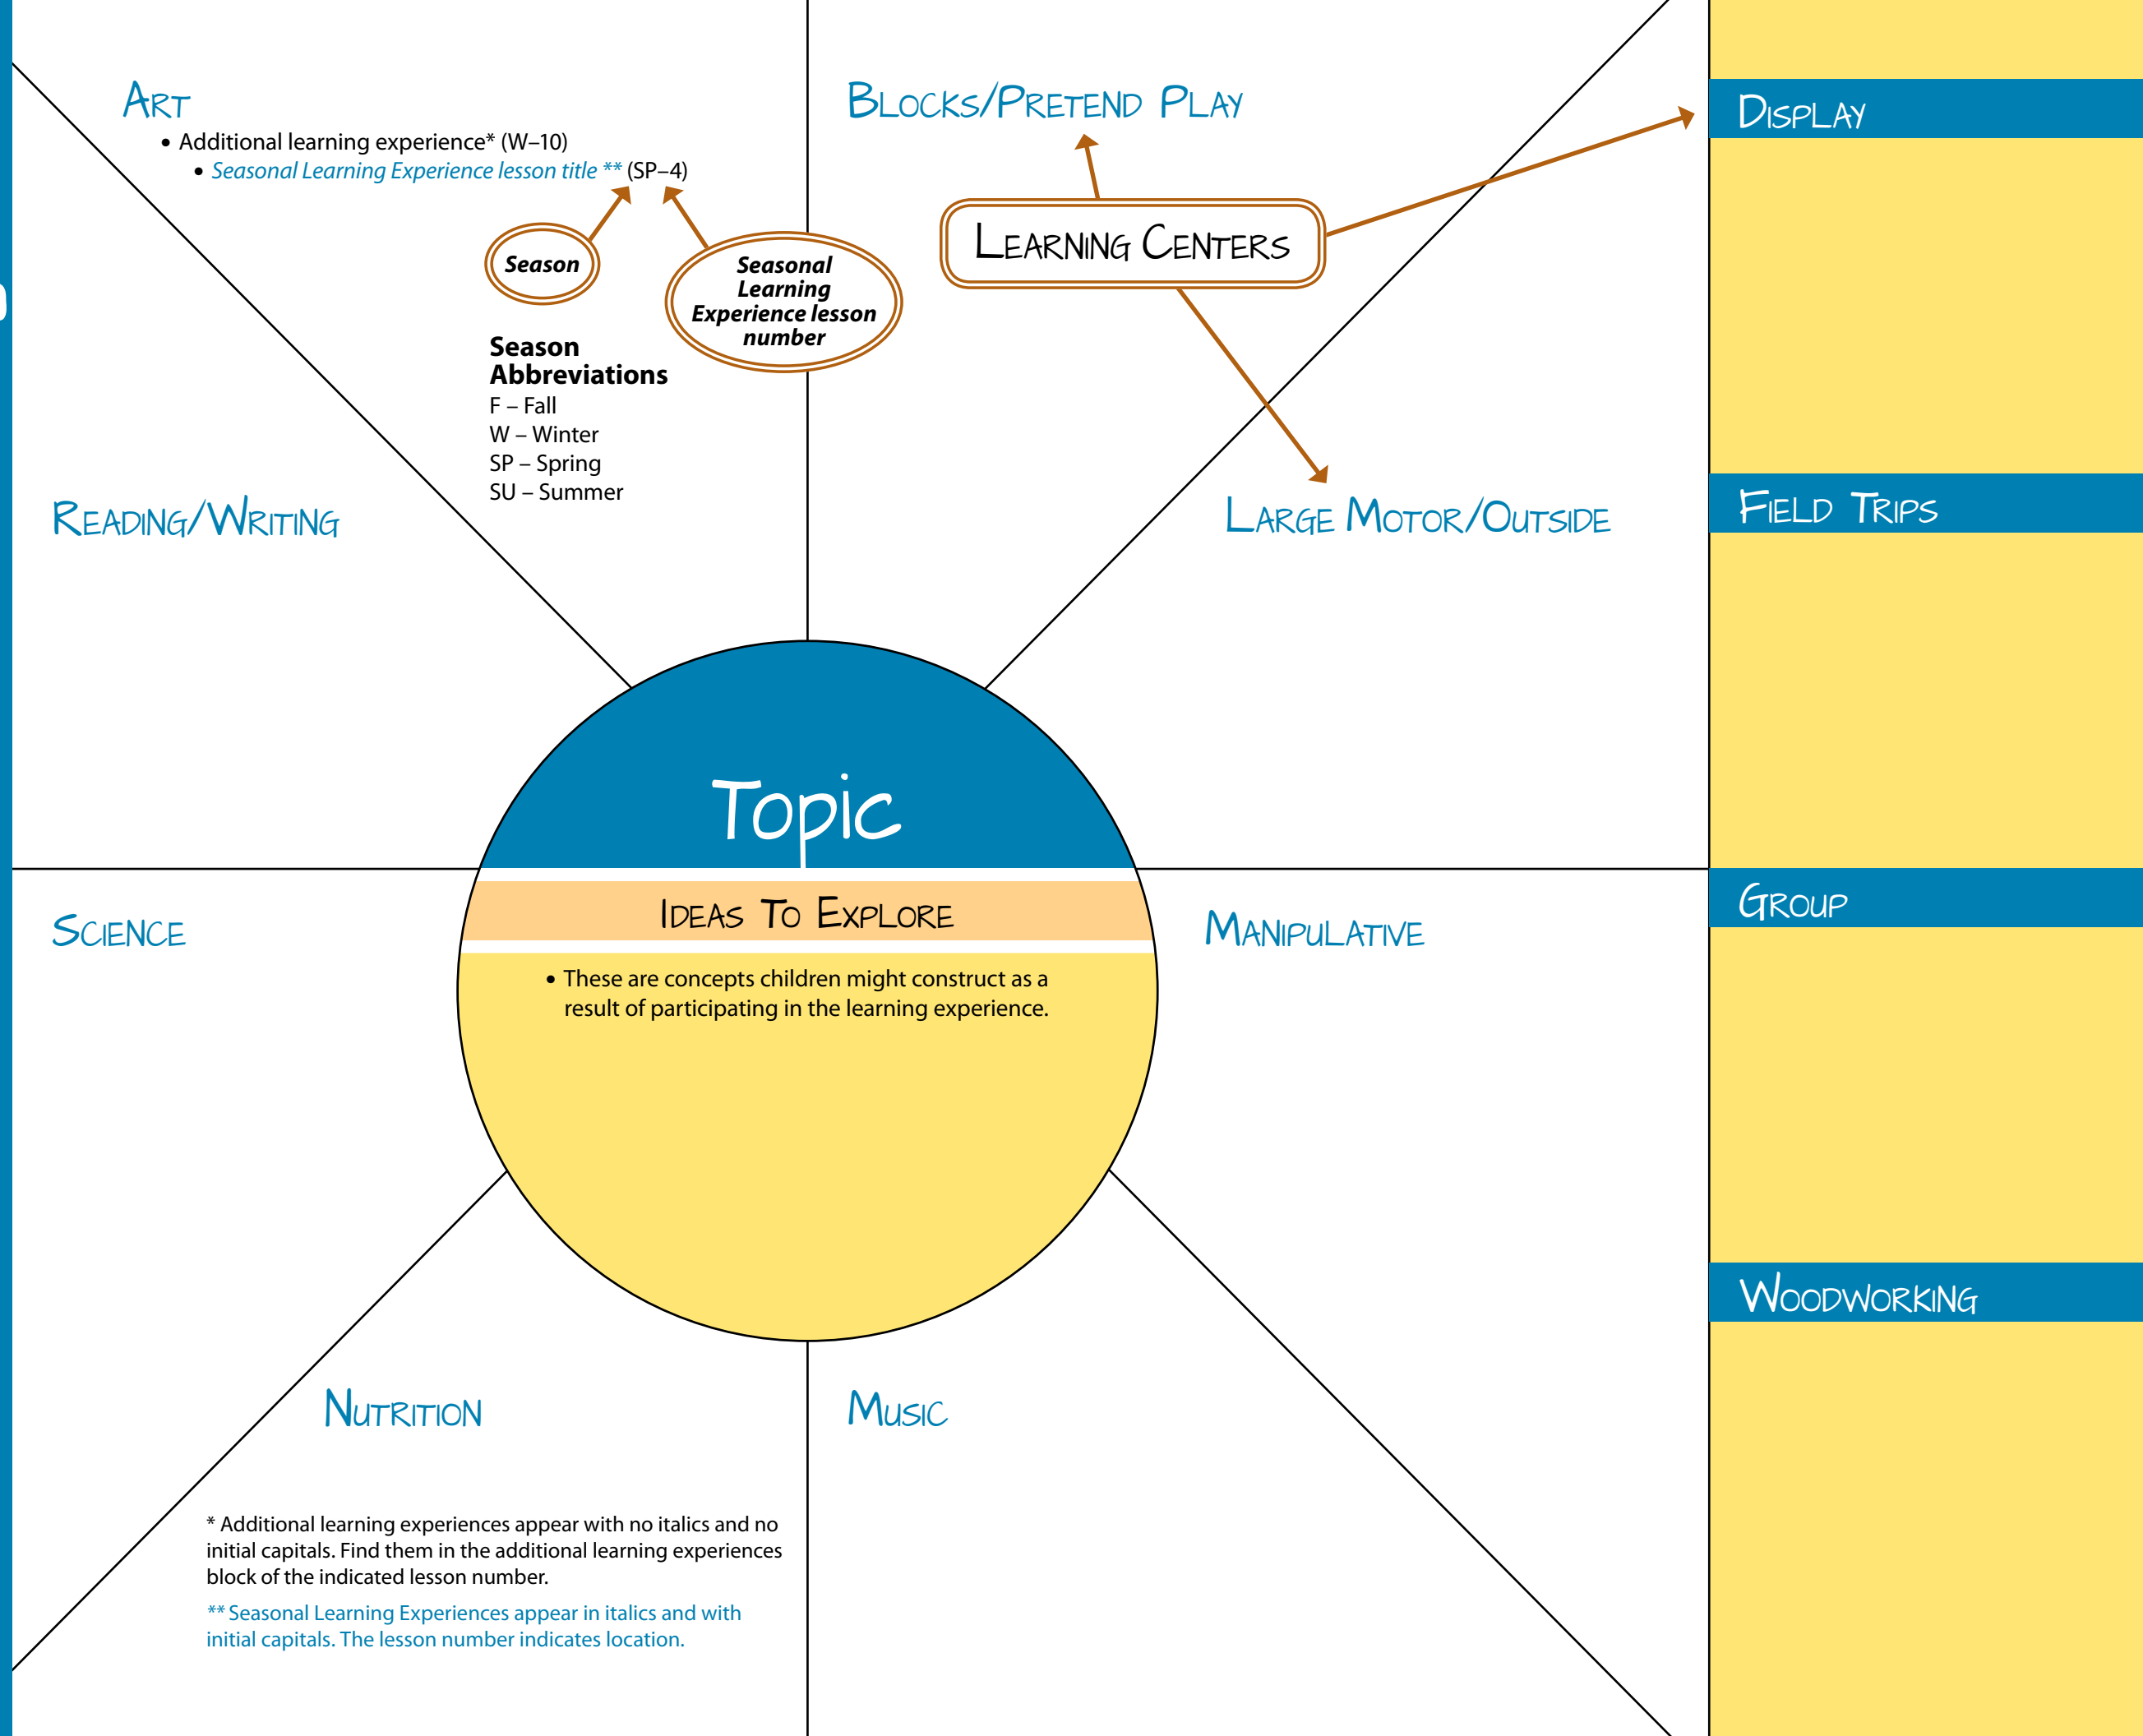 Art
• Additional learning experience* (W–10)
• Seasonal Learning Experience lesson title ** (SP–4)
Season
Seasonal
Learning
Experience lesson
number
Season
Abbreviations
F – Fall
W – Winter
SP – Spring
SU – Summer
Blocks/Pretend Play
Learning Centers
Display
Reading/Writing
Large Motor/Outside
Field Trips
Topic
Ideas To Explore
• These are concepts children might construct as a
result of participating in the learning experience.
Science
Manipulative
Group
Woodworking
Nutrition
Music
* Additional learning experiences appear with no italics and no
initial capitals. Find them in the additional learning experiences
block of the indicated lesson number.
** Seasonal Learning Experiences appear in italics and with
initial capitals. The lesson number indicates location.